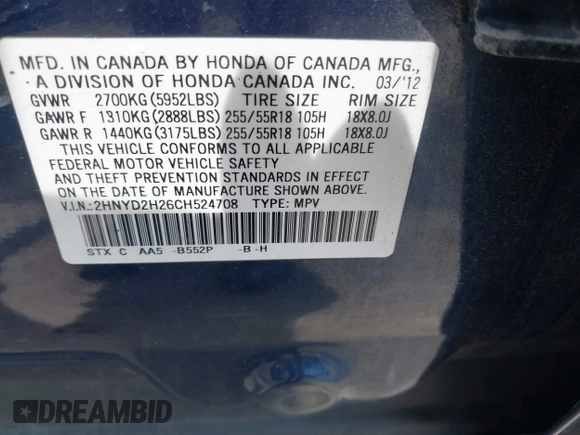 MFD. IN CANADA BY HONDA OF CANADA MFG.,
A DIVISION OF HONDA CANADA INC. 03/'12
GVWR 2700KG(5952LBS) TIRE SIZE RIM SIZE
GAWR F 1310KG(2888LBS) 255/55R18 105H 18X8.0J
GAWR R 1440KG(3175LBS) 255/55R18 105H 18X8.0J
THIS VEHICLE CONFORMS TO ALL APPLICABLE
FEDERAL MOTOR VEHICLE SAFETY
AND THEFT PREVENTION STANDARDS IN EFFECT
ON THE DATE OF MANUFACTURE SHOWN ABOVE.
V.I.N.:2HNYD2H26CH524708 TYPE: MPV
STX C AA5 -B552P -B -H
DREAMBID